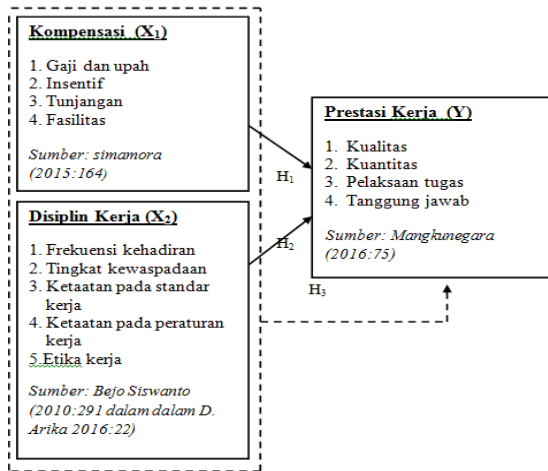 Kompensasi (X₁)
1. Gaji dan upah
2. Insentif
3. Tunjangan
4. Fasilitas
Sumber: simamora
(2015:164)
Disiplin Kerja (X₂)
1. Frekuensi kehadiran
2. Tingkat kewaspadaan
3. Ketaatan pada standar
kerja
4. Ketaatan pada peraturan
kerja
5.Etika kerja
Sumber: Bejo Siswanto
(2010:291 dalam dalam D.
Arika 2016:22)
H₁
H₂
H₃
Prestasi Kerja (Y)
1. Kualitas
2. Kuantitas
3. Pelaksaan tugas
4. Tanggung jawab
Sumber: Mangkunegara
(2016:75)